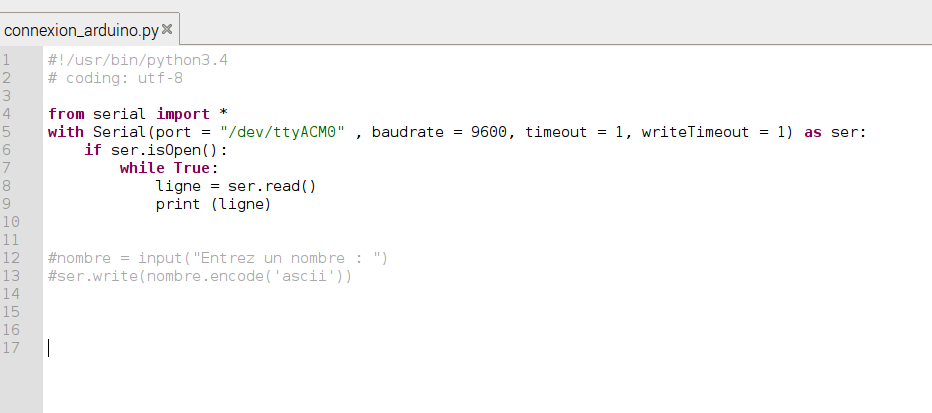 connexion_arduino.py
1 #!/usr/bin/python3.4
2 # coding: utf-8
3
4 from serial import *
5 with Serial(port = "/dev/ttyACM0" , baudrate = 9600, timeout = 1, writeTimeout = 1) as ser:
6     if ser.isOpen():
7         while True:
8             ligne = ser.read()
9             print (ligne)
10
11
12 #nombre = input("Entrez un nombre : ")
13 #ser.write(nombre.encode('ascii'))
14
15
16
17